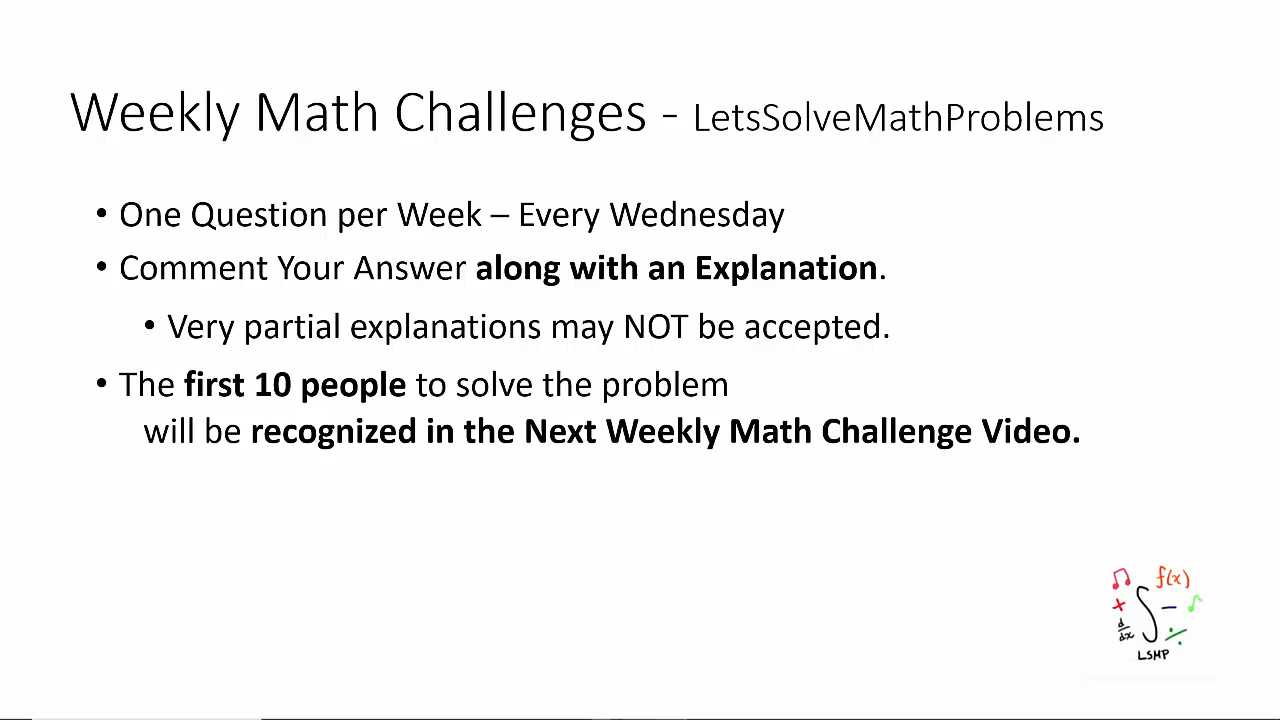 Weekly Math Challenges - LetsSolveMathProblems
• One Question per Week – Every Wednesday
• Comment Your Answer along with an Explanation.
• Very partial explanations may NOT be accepted.
• The first 10 people to solve the problem
will be recognized in the Next Weekly Math Challenge Video.
f(x)
+
−
d/dx
∫
÷
LSMP